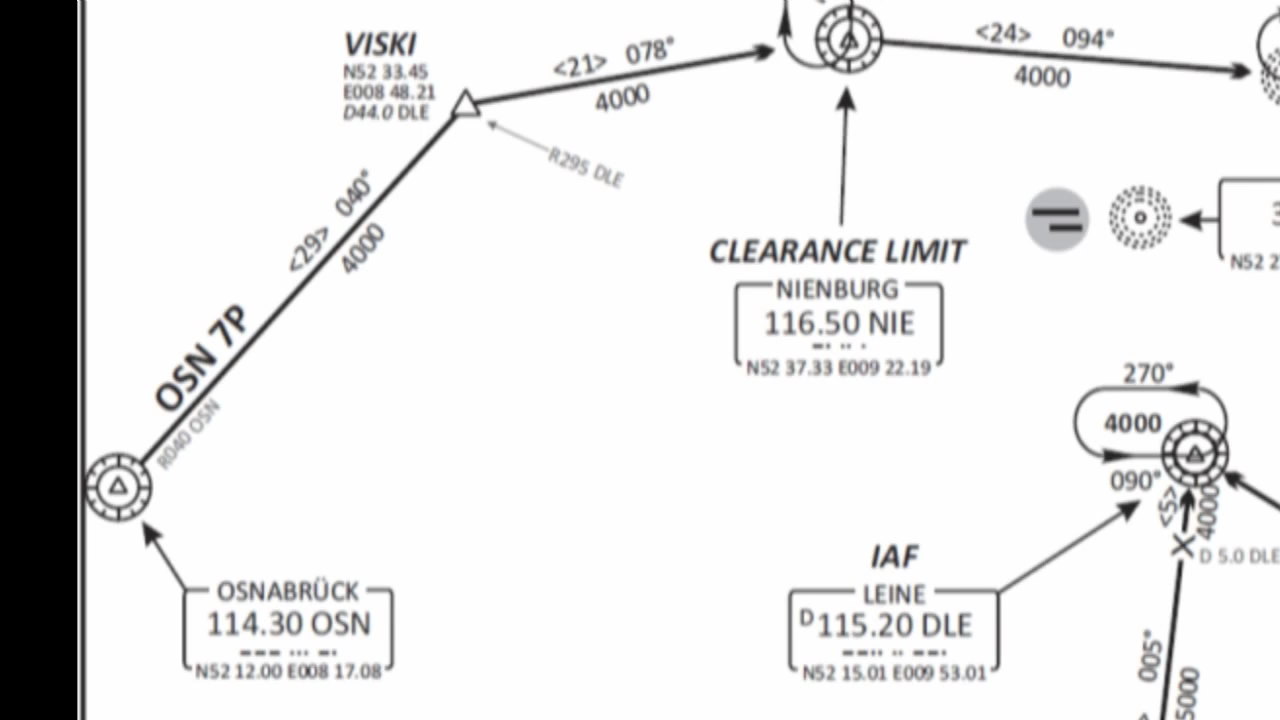 VISKI
N52 33.45
E008 48.21
D44.0 DLE
<21> 078°
4000
<24> 094°
4000
R295 DLE
<29> 040°
4000
OSN 7P
R040 OSN
CLEARANCE LIMIT
NIENBURG
116.50 NIE
N52 37.33 E009 22.19
N52 2
270°
4000
090°
<5>
4000
D 5.0 DLE
IAF
LEINE
D 115.20 DLE
N52 15.01 E009 53.01
OSNABRÜCK
114.30 OSN
N52 12.00 E008 17.08
005°
5000